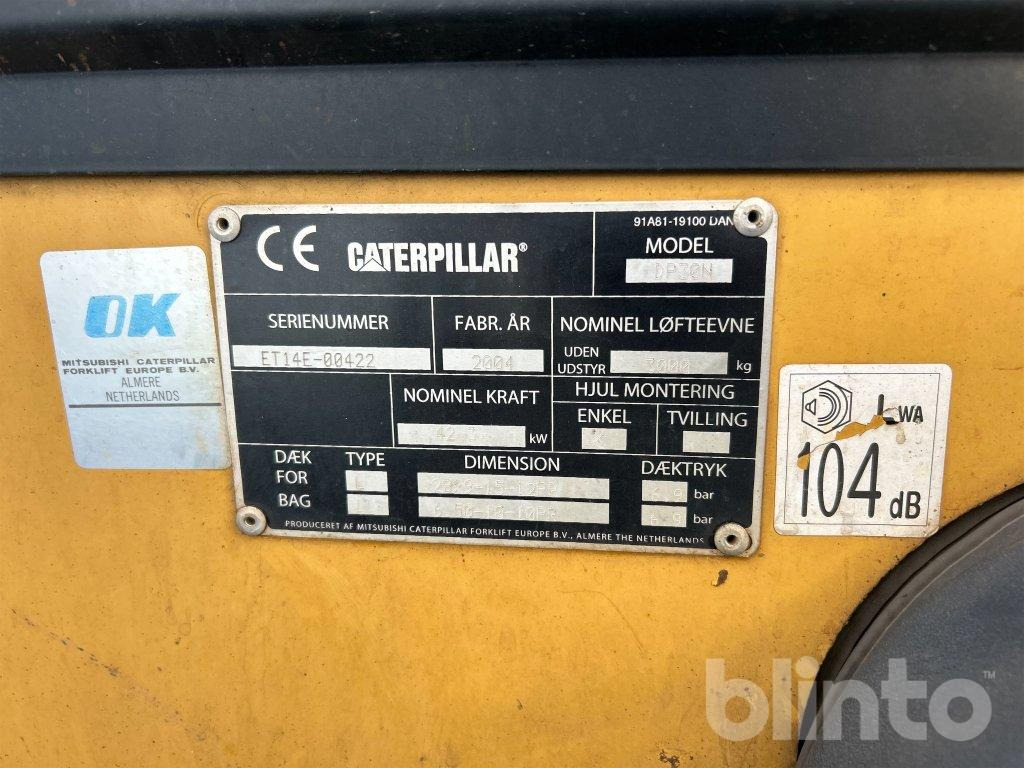 OK
MITSUBISHI CATERPILLAR
FORKLIFT EUROPE B.V.
ALMERE
NETHERLANDS
CE CATERPILLAR®
91A81-19100 DAN
MODEL
DP30N
SERIENUMMER
ET14E-00422
FABR. ÅR
2004
NOMINEL LØFTEEVNE
UDEN UDSTYR 3000 kg
NOMINEL KRAFT
kW
HJUL MONTERING
ENKEL TVILLING
DÆK TYPE DIMENSION DÆKTRYK
FOR L bar
BAG bar
PRODUCERET AF MITSUBISHI CATERPILLAR FORKLIFT EUROPE B.V., ALMERE THE NETHERLANDS
LWA
104 dB
blinto™